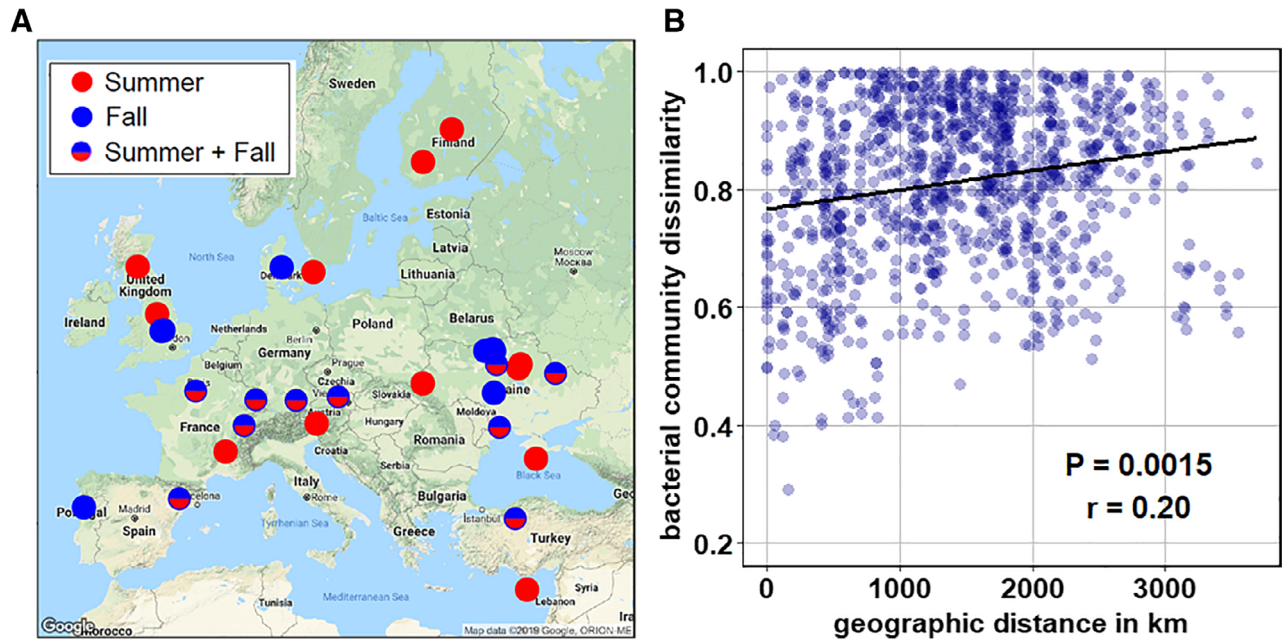 A
Summer
Fall
Summer + Fall
Sweden
Finland
Estonia
Baltic Sea
Latvia
North Sea
Moscow
Москва
Lithuania
United
Kingdom
Ireland
Belarus
Netherlands
Poland
Berlin
Germany
Belgium
Prague
Czechia
Slovakia
Austria
Moldova
Hungary
France
Romania
Croatia
Serbia
Black Sea
Italy
Bulgaria
Rome
Madrid
Spain
Tyrrhenian Sea
Istanbul
Greece
Turkey
Syria
Tunisia
Mediterranean Sea
Lebanon
Google
Map data ©2019 Google, ORION-ME
B
bacterial community dissimilarity
1.0
0.8
0.6
0.4
0.2
P = 0.0015
r = 0.20
0
1000
2000
3000
geographic distance in km